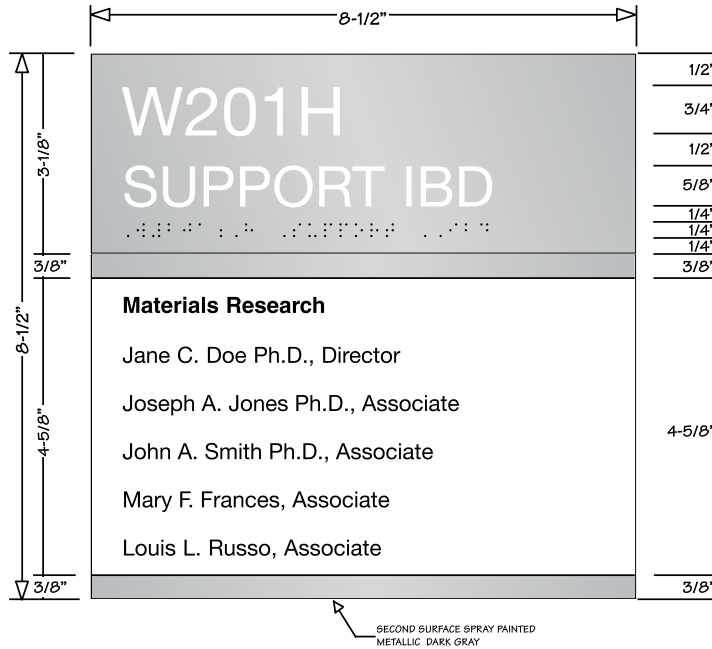 8-1/2"
1/2"
W201H
3/4"
3-1/8"
1/2"
SUPPORT IBD
5/8"
1/4"
1/4"
1/4"
3/8"
3/8"
Materials Research
8-1/2"
Jane C. Doe Ph.D., Director
Joseph A. Jones Ph.D., Associate
4-5/8"
4-5/8"
John A. Smith Ph.D., Associate
Mary F. Frances, Associate
Louis L. Russo, Associate
3/8"
3/8"
SECOND SURFACE SPRAY PAINTED
METALLIC DARK GRAY